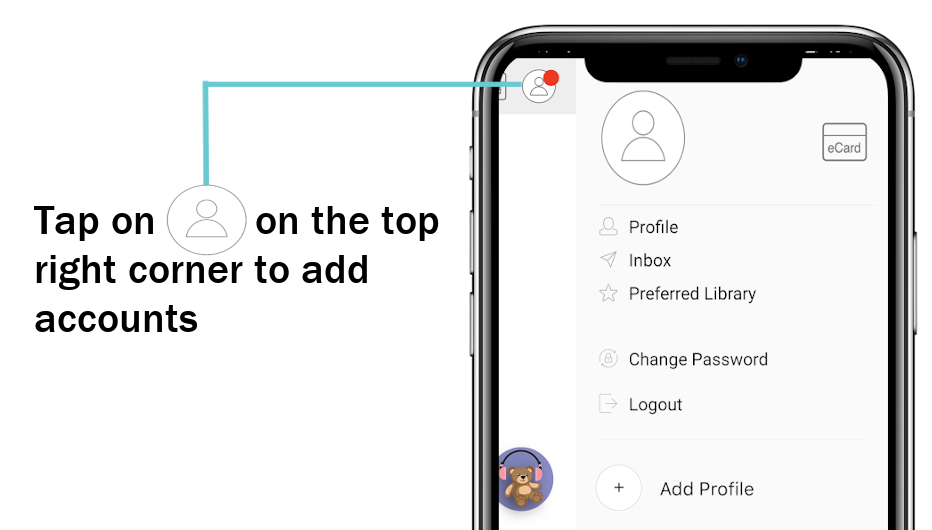 Tap on on the top
right corner to add
accounts
eCard
Profile
Inbox
Preferred Library
Change Password
Logout
+ Add Profile